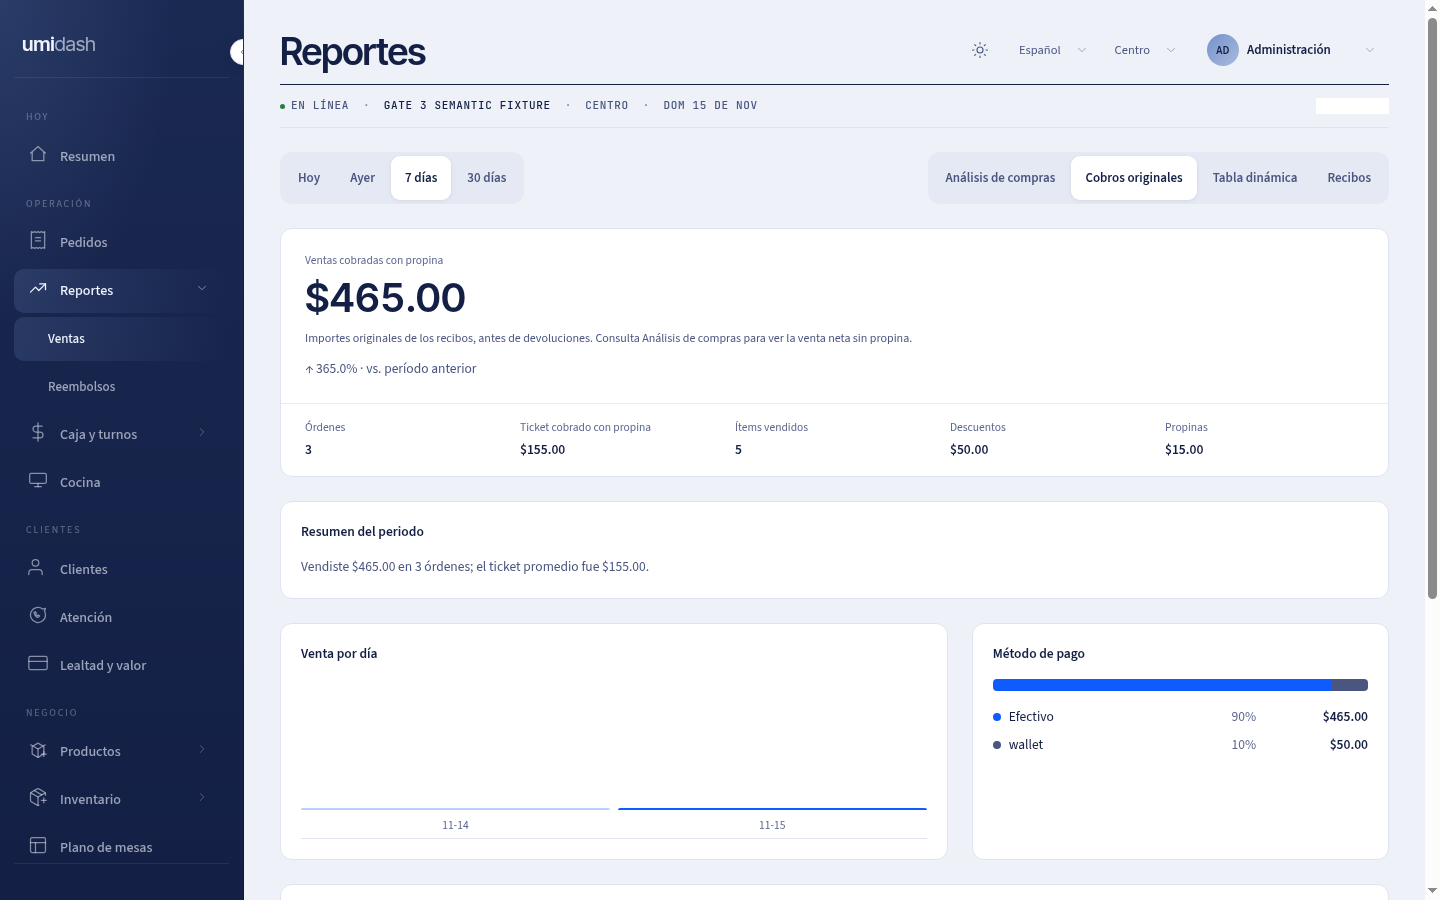 umidash
HOY
Resumen
OPERACIÓN
Pedidos
Reportes
Ventas
Reembolsos
Caja y turnos
Cocina
CLIENTES
Clientes
Atención
Lealtad y valor
NEGOCIO
Productos
Inventario
Plano de mesas
Reportes
Español
Centro
AD
Administración
EN LÍNEA · GATE 3 SEMANTIC FIXTURE · CENTRO · DOM 15 DE NOV
Hoy
Ayer
7 días
30 días
Análisis de compras
Cobros originales
Tabla dinámica
Recibos
Ventas cobradas con propina
$465.00
Importes originales de los recibos, antes de devoluciones. Consulta Análisis de compras para ver la venta neta sin propina.
↑ 365.0% · vs. período anterior
Órdenes
3
Ticket cobrado con propina
$155.00
Ítems vendidos
5
Descuentos
$50.00
Propinas
$15.00
Resumen del periodo
Vendiste $465.00 en 3 órdenes; el ticket promedio fue $155.00.
Venta por día
11-14
11-15
Método de pago
Efectivo 90% $465.00
wallet 10% $50.00